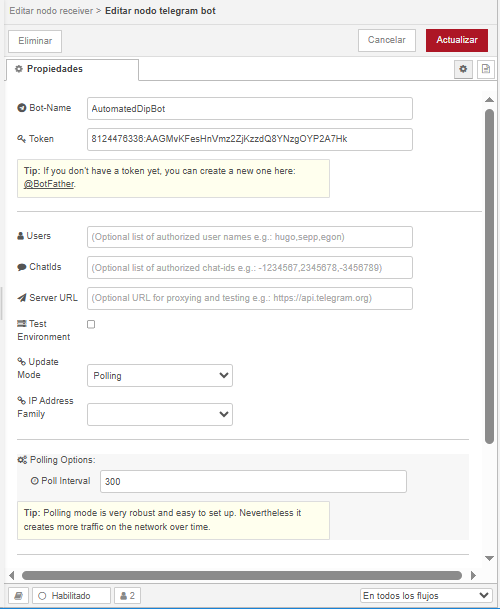 Editar nodo receiver > Editar nodo telegram bot
Eliminar
Cancelar
Actualizar
Propiedades
Bot-Name
AutomatedDipBot
Token
8124476336:AAGMvKFesHnVmz2ZjKzzdQ8YNzgOYP2A7Hk
Tip: If you don't have a token yet, you can create a new one here:
@BotFather.
Users
(Optional list of authorized user names e.g.: hugo,sepp,egon)
ChatIds
(Optional list of authorized chat-ids e.g.: -1234567,2345678,-3456789)
Server URL
(Optional URL for proxying and testing e.g.: https://api.telegram.org)
Test
Environment
Update
Mode
Polling
IP Address
Family
Polling Options:
Poll Interval
300
Tip: Polling mode is very robust and easy to set up. Nevertheless it
creates more traffic on the network over time.
Habilitado
2
En todos los flujos